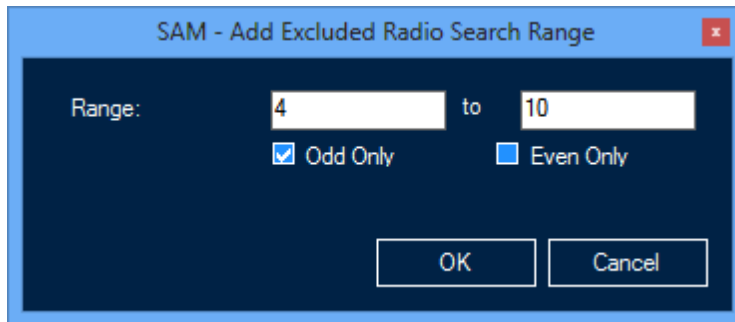 SAM - Add Excluded Radio Search Range
x
Range: 4 to 10
Odd Only Even Only
OK Cancel